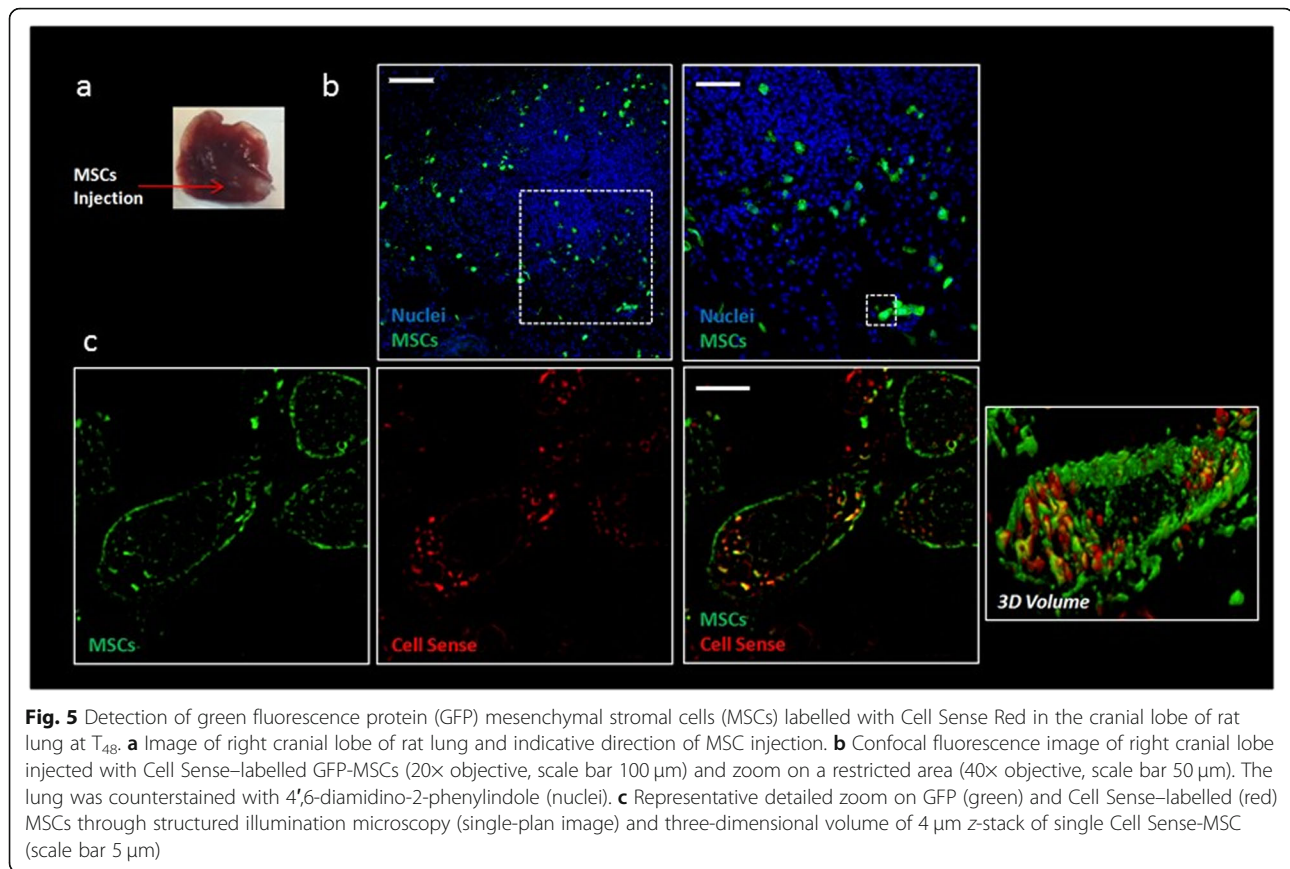 a
b
MSCs
Injection
Nuclei
MSCs
Nuclei
MSCs
c
MSCs
Cell Sense
MSCs
Cell Sense
3D Volume
Fig. 5 Detection of green fluorescence protein (GFP) mesenchymal stromal cells (MSCs) labelled with Cell Sense Red in the cranial lobe of rat
lung at T48. a Image of right cranial lobe of rat lung and indicative direction of MSC injection. b Confocal fluorescence image of right cranial lobe
injected with Cell Sense–labelled GFP-MSCs (20× objective, scale bar 100 μm) and zoom on a restricted area (40× objective, scale bar 50 μm). The
lung was counterstained with 4′,6-diamidino-2-phenylindole (nuclei). c Representative detailed zoom on GFP (green) and Cell Sense–labelled (red)
MSCs through structured illumination microscopy (single-plan image) and three-dimensional volume of 4 μm z-stack of single Cell Sense-MSC
(scale bar 5 μm)